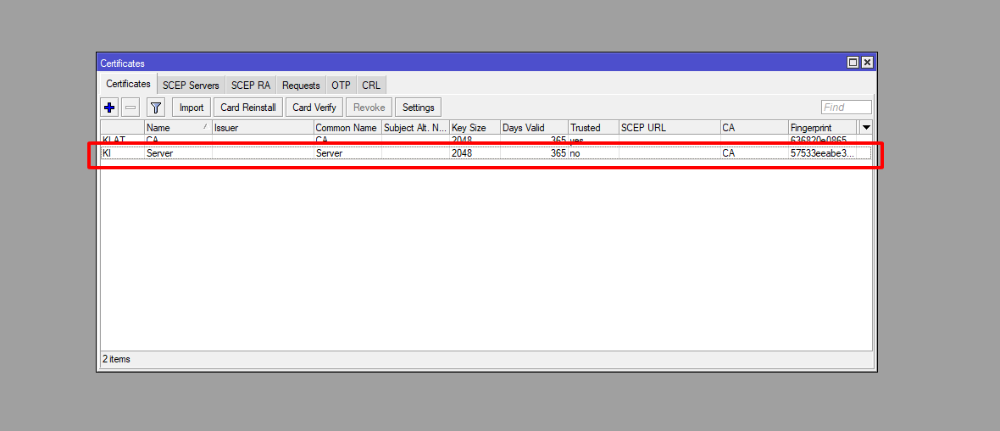 Certificates
Certificates SCEP Servers SCEP RA Requests OTP CRL
Import Card Reinstall Card Verify Revoke Settings Find
Name Issuer Common Name Subject Alt. N... Key Size Days Valid Trusted SCEP URL CA Fingerprint
KLAT CA CA 2048 365 yes 636820e0865...
KI Server Server 2048 365 no CA 57533eeabe3...
2 items